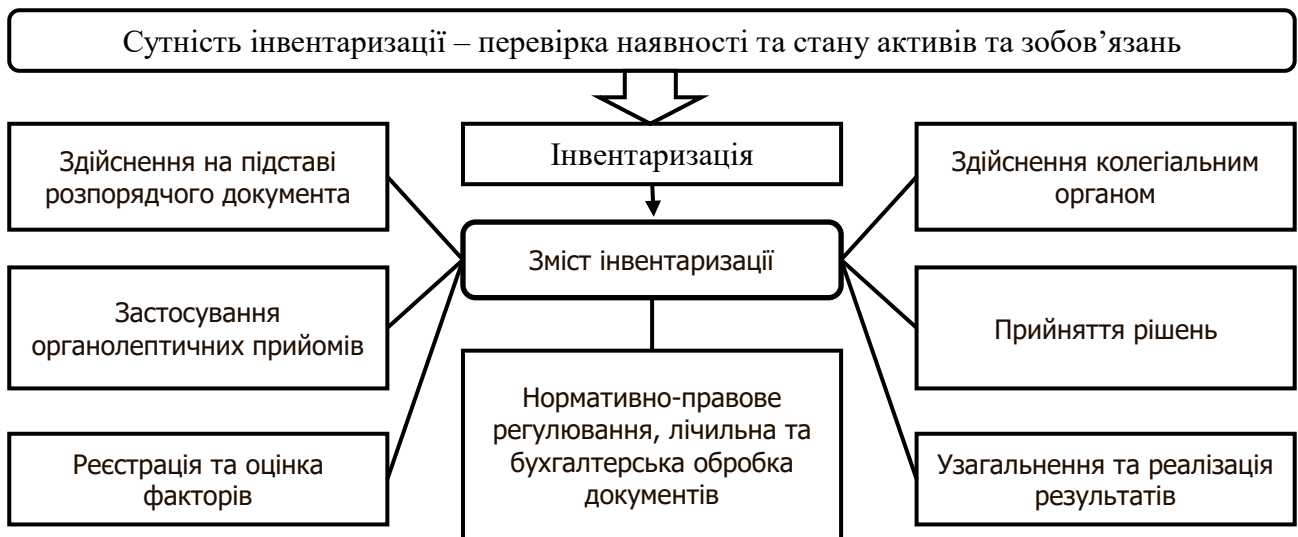 Сутність інвентаризації – перевірка наявності та стану активів та зобов’язань
Інвентаризація
Здійснення на підставі
розпорядчого документа
Здійснення колегіальним
органом
Зміст інвентаризації
Застосування
органолептичних прийомів
Прийняття рішень
Нормативно-правове
регулювання, лічильна та
бухгалтерська обробка
документів
Реєстрація та оцінка
факторів
Узагальнення та реалізація
результатів